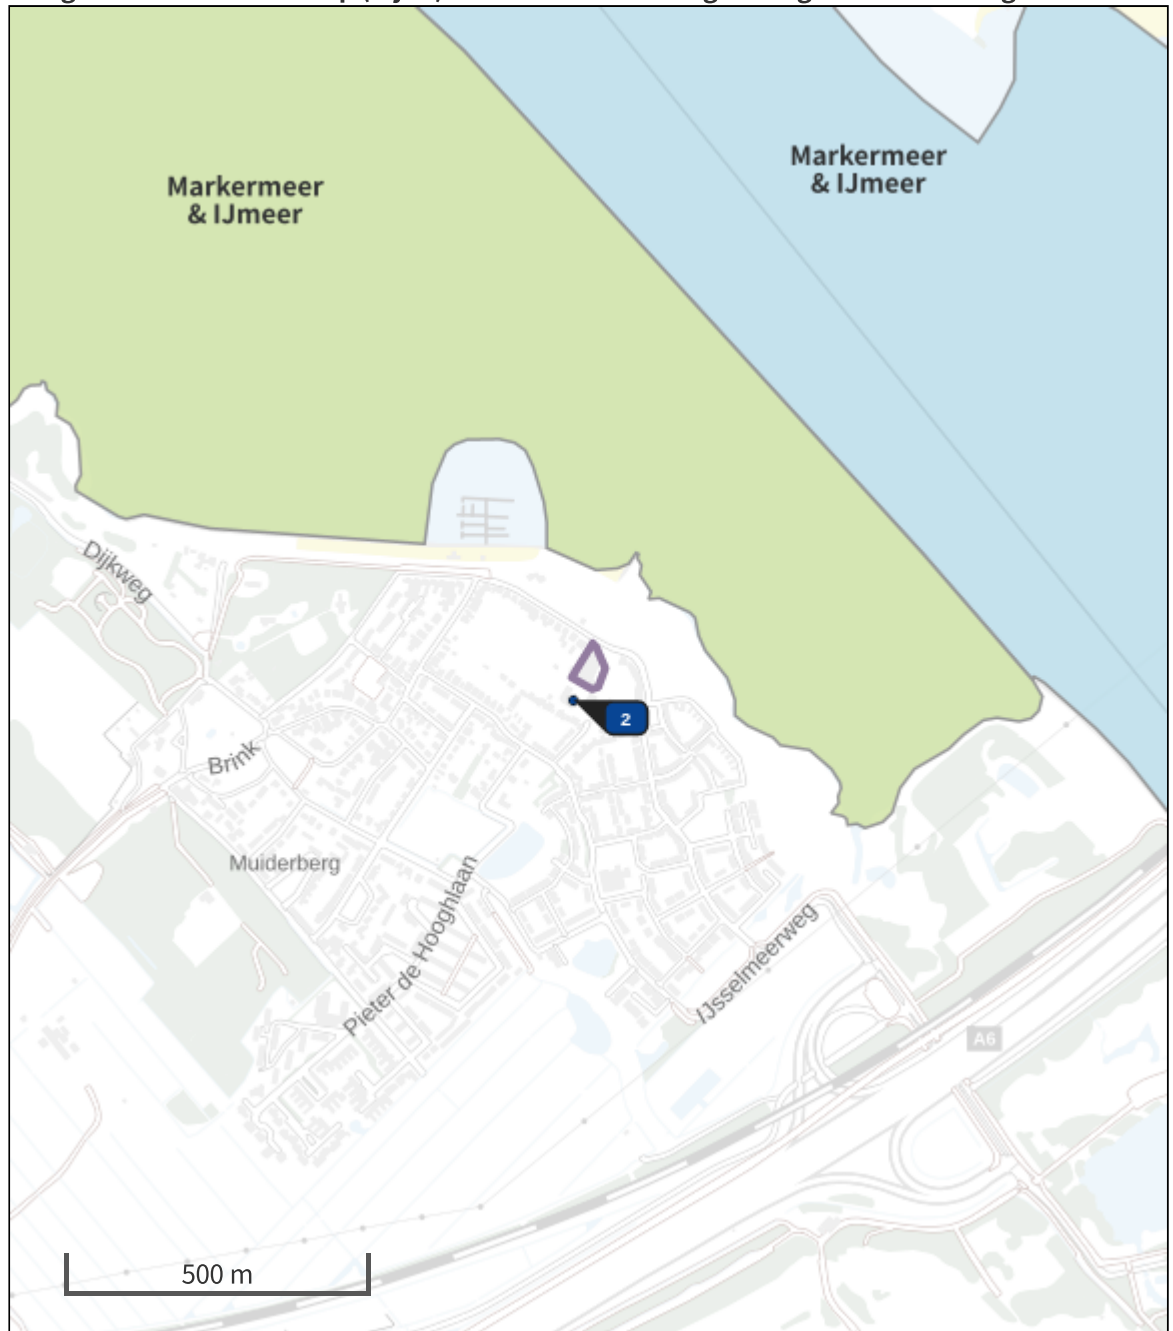 Markermeer
& IJmeer
Markermeer
& IJmeer
Dijkweg
2
Brink
Muiderberg
Pieter de Hooghlaan
IJsselmeerweg
A6
500 m